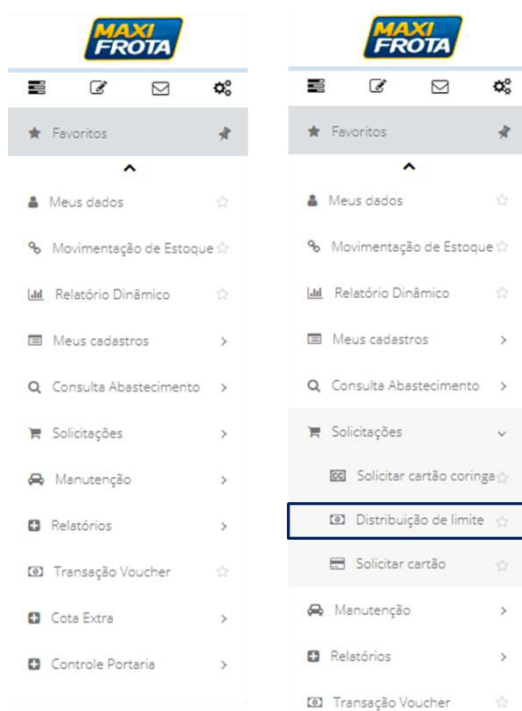 MAXI
FROTA
Favoritos
Meus dados
Movimentação de Estoque
Relatório Dinâmico
Meus cadastros
Consulta Abastecimento
Solicitações
Manutenção
Relatórios
Transação Voucher
Cota Extra
Controle Portaria
MAXI
FROTA
Favoritos
Meus dados
Movimentação de Estoque
Relatório Dinâmico
Meus cadastros
Consulta Abastecimento
Solicitações
Solicitar cartão coringa
Distribuição de limite
Solicitar cartão
Manutenção
Relatórios
Transação Voucher